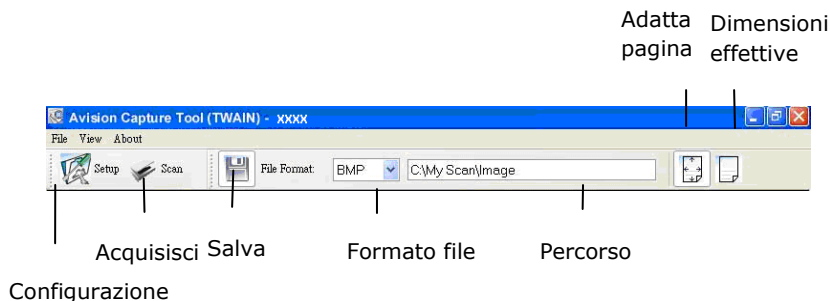 Adatta pagina
Dimensioni effettive
Avision Capture Tool (TWAIN) - xxxx
File View About
Setup Scan File Format: BMP C:\My Scan\Image
Acquisisci Salva Formato file Percorso
Configurazione